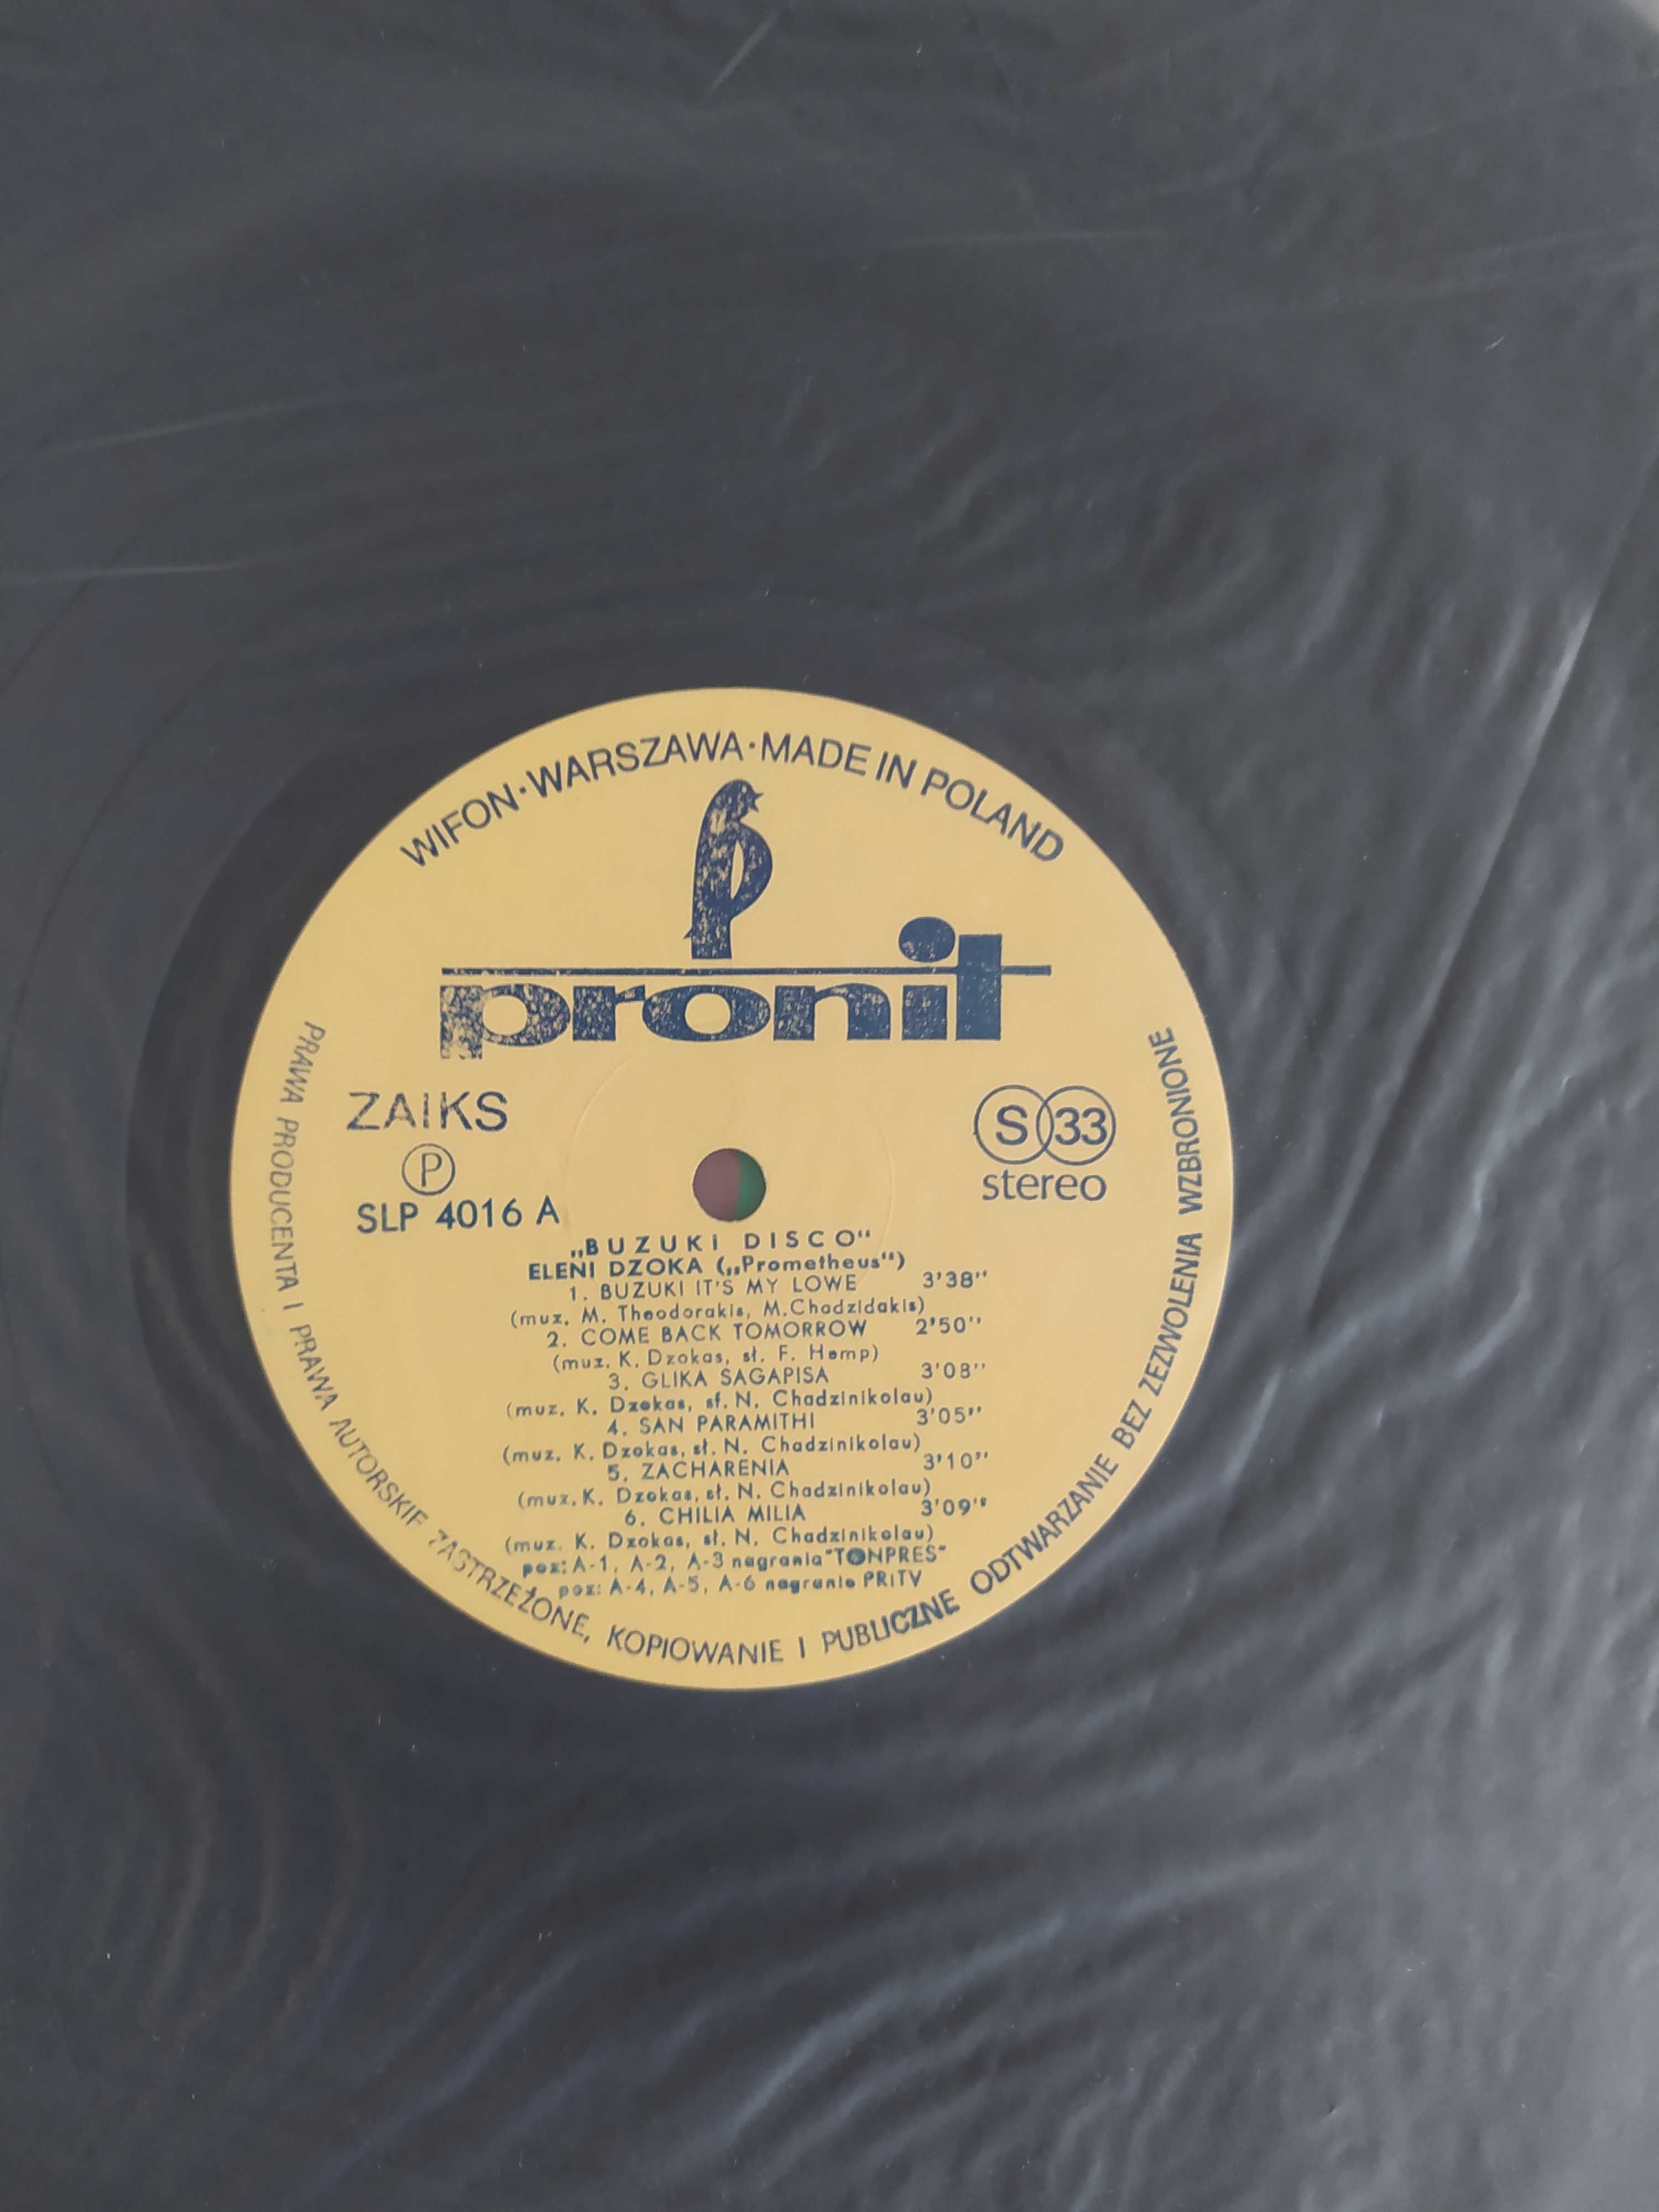 WIFON·WARSZAWA·MADE IN POLAND
pronit
ZAIKS
Ⓟ
SLP 4016 A
S 33
stereo
„BUZUKI DISCO“
ELENI DZOKA („Prometheus“)
1. BUZUKI IT'S MY LOWE 3'38''
(muz. M. Theodorakis, M.Chadzidakis)
2. COME BACK TOMORROW 2'50''
(muz. K. Dzokas, sł. F. Hemp)
3. GLIKA SAGAPISA 3'08''
(muz. K. Dzokas, sł. N. Chadzinikolau)
4. SAN PARAMITHI 3'05''
(muz. K. Dzokas, sł. N. Chadzinikolau)
5. ZACHARENIA 3'10''
(muz. K. Dzokas, sł. N. Chadzinikolau)
6. CHILIA MILIA 3'09''
(muz. K. Dzokas, sł. N. Chadzinikolau)
poz: A-1, A-2, A-3 nagrania "TONPRES"
poz: A-4, A-5, A-6 nagranie PRiTV
PRAWA PRODUCENTA I PRAWA AUTORSKIE ZASTRZEŻONE, KOPIOWANIE I PUBLICZNE ODTWARZANIE BEZ ZEZWOLENIA WZBRONIONE